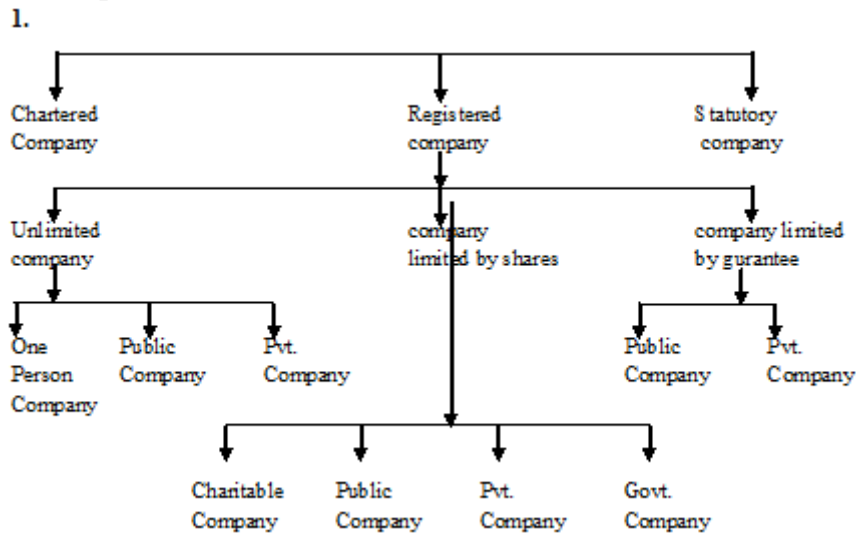 1.
Chartered
Company
Registered
company
Statutory
company
Unlimited
company
company
limited by shares
company limited
by gurantee
One
Person
Company
Public
Company
Pvt.
Company
Public
Company
Pvt.
Company
Charitable
Company
Public
Company
Pvt.
Company
Govt.
Company